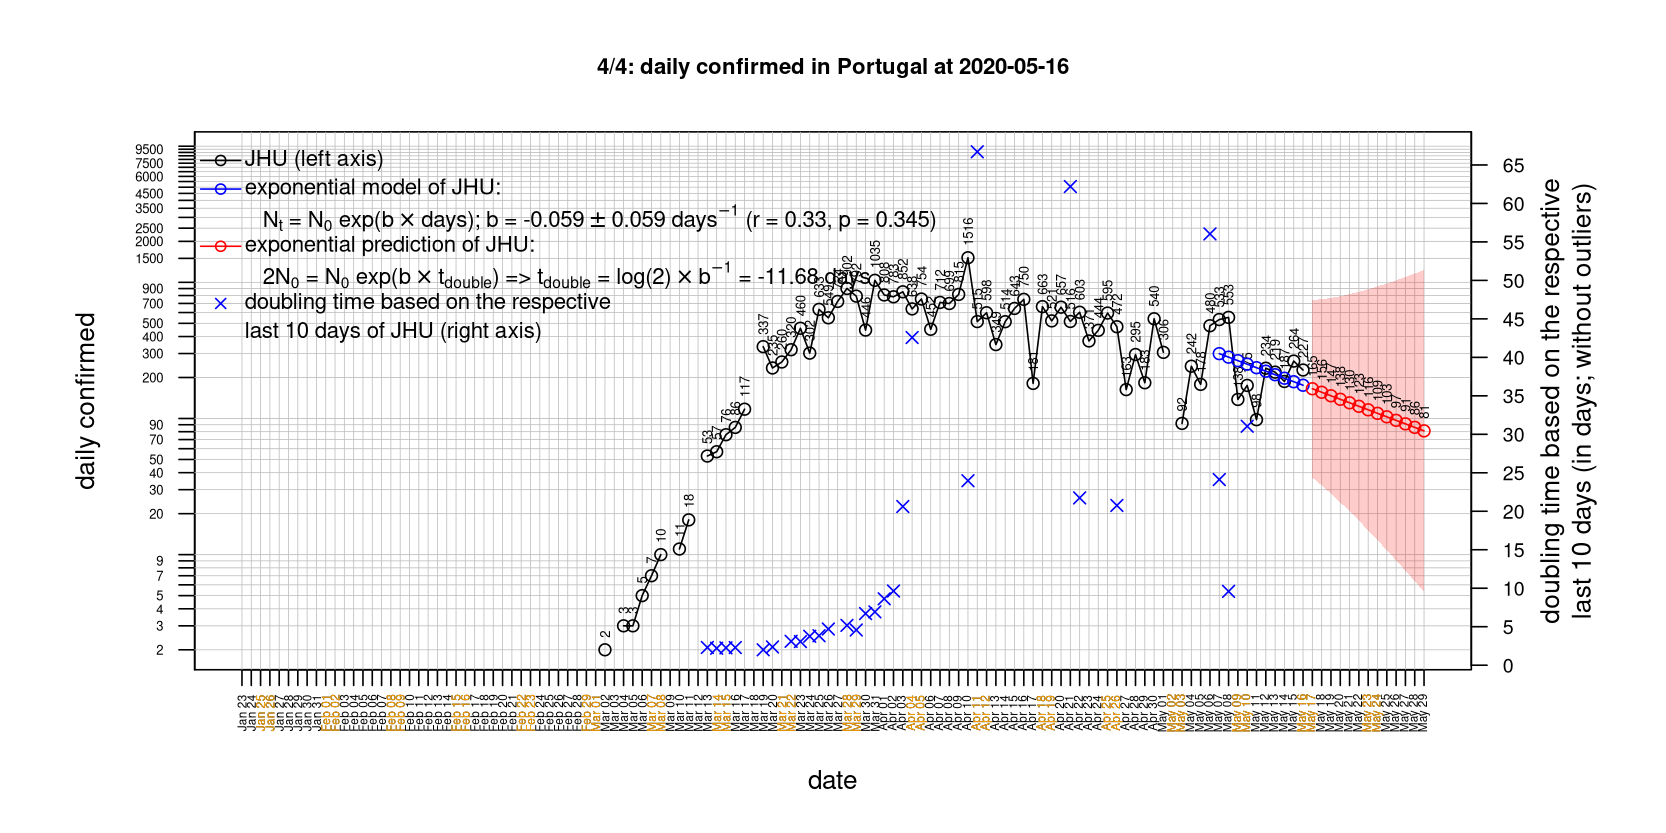 4/4: daily confirmed in Portugal at 2020-05-16
JHU (left axis)
exponential model of JHU:
Nt = N0 exp(b × days); b = -0.059 ± 0.059 days−1 (r = 0.33, p = 0.345)
exponential prediction of JHU:
2N0 = N0 exp(b × tdouble) => tdouble = log(2) × b−1 = -11.68 days
doubling time based on the respective
last 10 days of JHU (right axis)
daily confirmed
9500
7500
6000
4500
3500
2500
2000
1500
900
700
500
400
300
200
90
70
50
40
30
20
9
7
5
4
3
2
2
3
3
5
7
10
11
18
53
57
76
86
117
337
235
260
320
460
302
633
902
446
1035
808
783
852
638
754
452
712
699
815
1516
515
598
349
514
643
750
181
663
521
657
516
603
371
444
595
472
163
295
183
540
306
92
242
178
480
533
553
138
98
234
219
187
264
227
165
156
147
138
130
123
116
109
103
97
91
86
81
65
60
55
50
45
40
35
30
25
20
15
10
5
0
doubling time based on the respective
last 10 days (in days, without outliers)
Jan 23
Jan 24
Jan 25
Jan 26
Jan 27
Jan 28
Jan 29
Jan 30
Jan 31
Feb 01
Feb 02
Feb 03
Feb 04
Feb 05
Feb 06
Feb 07
Feb 08
Feb 09
Feb 10
Feb 11
Feb 12
Feb 13
Feb 14
Feb 15
Feb 16
Feb 17
Feb 18
Feb 19
Feb 20
Feb 21
Feb 22
Feb 23
Feb 24
Feb 25
Feb 26
Feb 27
Feb 28
Feb 29
Mar 01
Mar 02
Mar 03
Mar 04
Mar 05
Mar 06
Mar 07
Mar 08
Mar 09
Mar 10
Mar 11
Mar 12
Mar 13
Mar 14
Mar 15
Mar 16
Mar 17
Mar 18
Mar 19
Mar 20
Mar 21
Mar 22
Mar 23
Mar 24
Mar 25
Mar 26
Mar 27
Mar 28
Mar 29
Mar 30
Mar 31
Apr 01
Apr 02
Apr 03
Apr 04
Apr 05
Apr 06
Apr 07
Apr 08
Apr 09
Apr 10
Apr 11
Apr 12
Apr 13
Apr 14
Apr 15
Apr 16
Apr 17
Apr 18
Apr 19
Apr 20
Apr 21
Apr 22
Apr 23
Apr 24
Apr 25
Apr 26
Apr 27
Apr 28
Apr 29
Apr 30
May 01
May 02
May 03
May 04
May 05
May 06
May 07
May 08
May 09
May 10
May 11
May 12
May 13
May 14
May 15
May 16
May 17
May 18
May 19
May 20
May 21
May 22
May 23
May 24
May 25
May 26
May 27
May 28
May 29
date